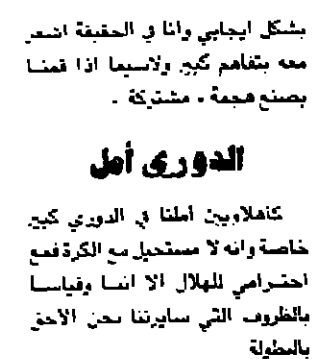 بشكل ايجابي وانا في الحقيقة اشعر
معه بتفاهم كبير ولاسيما اذا قمنا
بصنع هجمة ، مشتركة .
الدوري أمل
كأهلاويين أملنا في الدوري كبير
خاصة وانه لا مستحيل مع الكرة فمع
احترامي للهلال الا اننا وقياسا
بالظروف التي سايرتنا نحن الاحق
بالبطولة